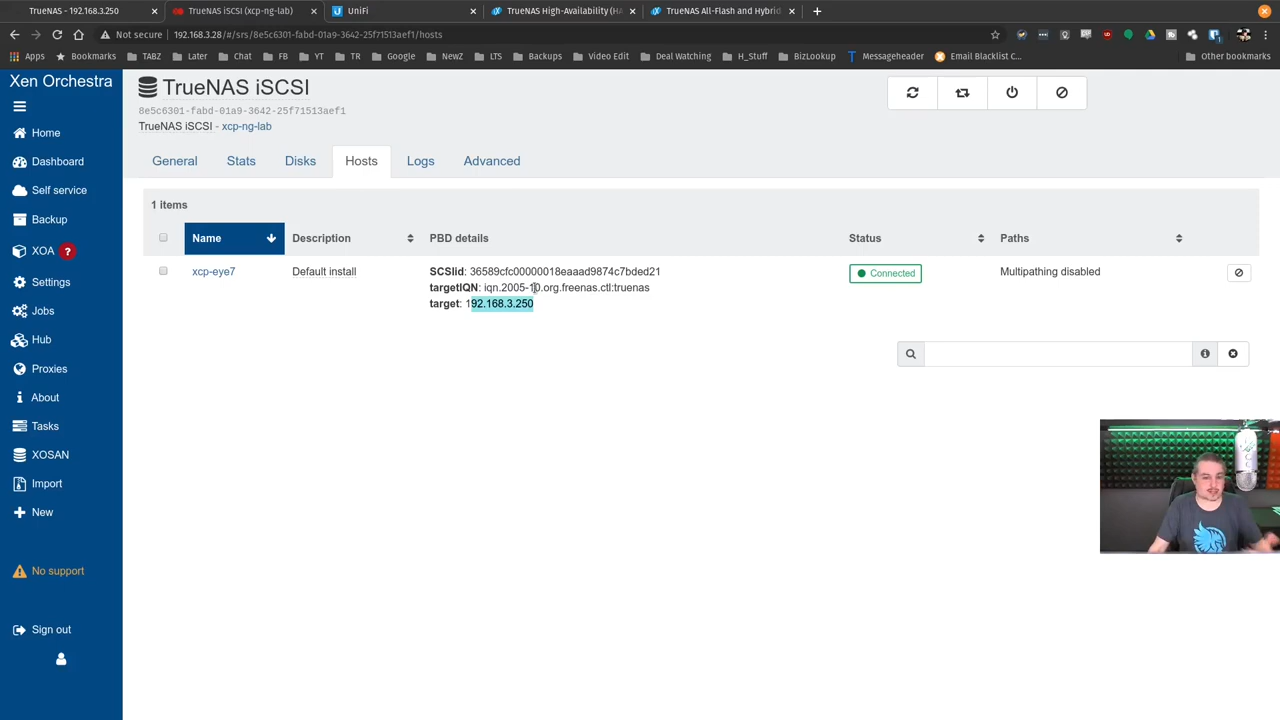 TrueNAS - 192.168.3.250
TrueNAS iSCSI (xcp-ng-lab)
UniFi
TrueNAS High-Availability (HA
TrueNAS All-Flash and Hybrid
Not secure
192.168.3.28/#/srs/8e5c6301-fabd-01a9-3642-25f71513aef1/hosts
Apps
Bookmarks
TABZ
Later
Chat
FB
YT
TR
Google
NewZ
LTS
Backups
Video Edit
Deal Watching
H_Stuff
BizLookup
Messageheader
Email Blacklist C...
Other bookmarks
Xen Orchestra
TrueNAS iSCSI
8e5c6301-fabd-01a9-3642-25f71513aef1
TrueNAS iSCSI - xcp-ng-lab
General
Stats
Disks
Hosts
Logs
Advanced
Home
Dashboard
Self service
Backup
XOA ?
Settings
Jobs
Hub
Proxies
About
Tasks
XOSAN
Import
New
No support
Sign out
1 items
Name
Description
PBD details
Status
Paths
xcp-eye7
Default install
SCSIid: 36589cfc00000018eaaad9874c7bded21
targetIQN: iqn.2005-10.org.freenas.ctl:truenas
target: 192.168.3.250
Connected
Multipathing disabled